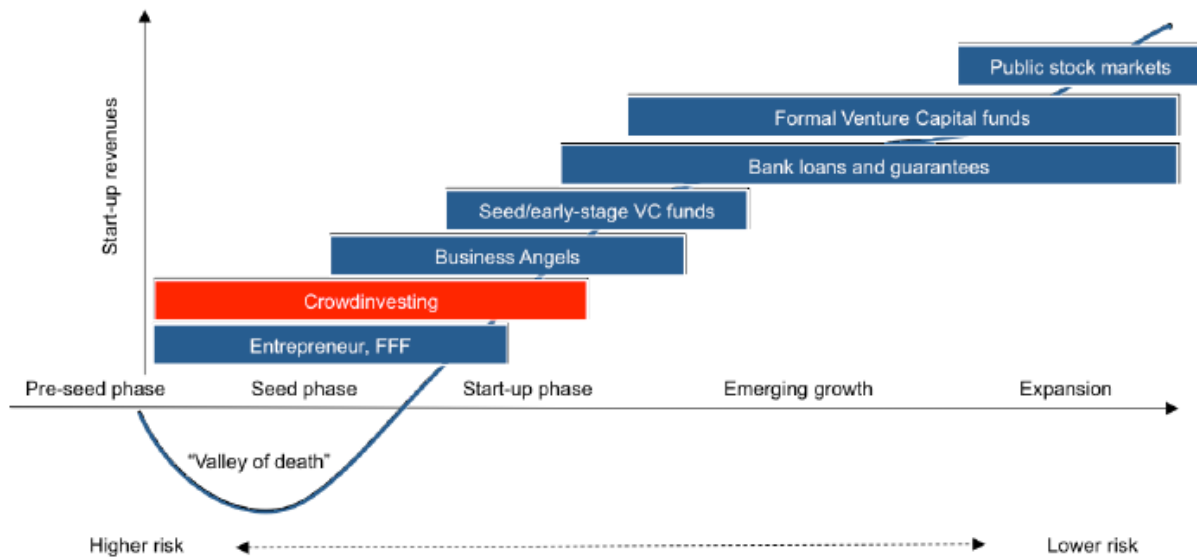 Start-up revenues
Public stock markets
Formal Venture Capital funds
Bank loans and guarantees
Seed/early-stage VC funds
Business Angels
Crowdinvesting
Entrepreneur, FFF
Pre-seed phase
Seed phase
Start-up phase
Emerging growth
Expansion
“Valley of death”
Higher risk
Lower risk